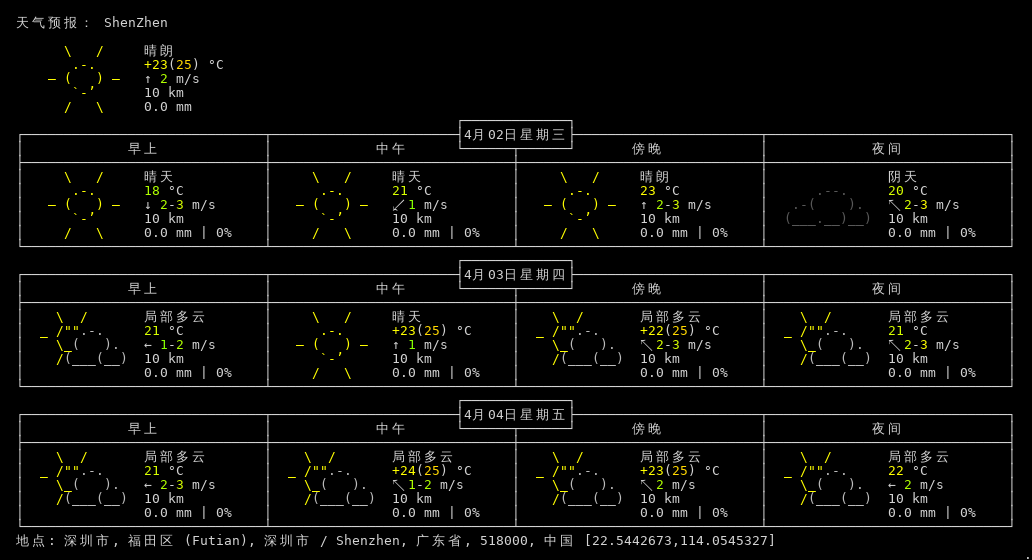 天气预报： ShenZhen
晴朗
+23(25) °C
↑ 2 m/s
10 km
0.0 mm
4月02日星期三
早上 中午 傍晚 夜间
晴天 晴天 晴朗 阴天
18 °C 21 °C 23 °C 20 °C
↓ 2-3 m/s ↙ 1 m/s ↑ 2-3 m/s ↖ 2-3 m/s
10 km 10 km 10 km 10 km
0.0 mm | 0% 0.0 mm | 0% 0.0 mm | 0% 0.0 mm | 0%
4月03日星期四
早上 中午 傍晚 夜间
局部多云 晴天 局部多云 局部多云
21 °C +23(25) °C +22(25) °C 21 °C
← 1-2 m/s ↑ 1 m/s ↖ 2-3 m/s ↖ 2-3 m/s
10 km 10 km 10 km 10 km
0.0 mm | 0% 0.0 mm | 0% 0.0 mm | 0% 0.0 mm | 0%
4月04日星期五
早上 中午 傍晚 夜间
局部多云 局部多云 局部多云 局部多云
21 °C +24(25) °C +23(25) °C 22 °C
← 2-3 m/s ↖ 1-2 m/s ↖ 2 m/s ← 2 m/s
10 km 10 km 10 km 10 km
0.0 mm | 0% 0.0 mm | 0% 0.0 mm | 0% 0.0 mm | 0%
地点: 深圳市, 福田区 (Futian), 深圳市 / Shenzhen, 广东省, 518000, 中国 [22.5442673,114.0545327]